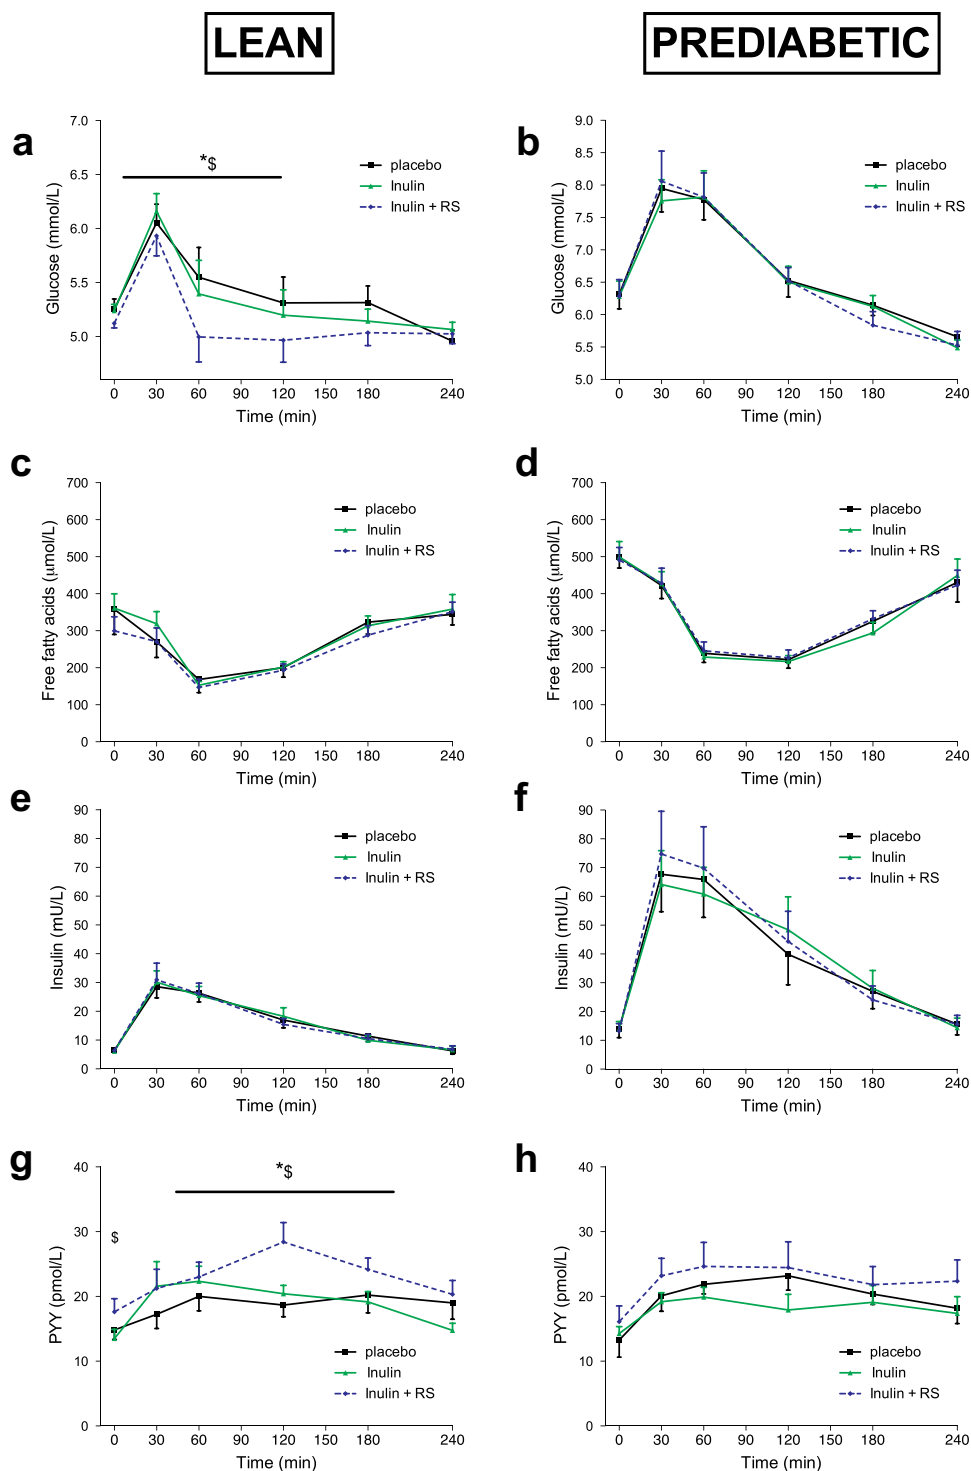 LEAN
PREDIABETIC
a
7.0
6.5
6.0
5.5
5.0
Glucose (mmol/L)
*$
placebo
Inulin
Inulin + RS
0 30 60 90 120 150 180 240
Time (min)
b
9.0
8.5
8.0
7.5
7.0
6.5
6.0
5.5
5.0
Glucose (mmol/L)
placebo
Inulin
Inulin + RS
0 30 60 90 120 150 180 240
Time (min)
c
700
600
500
400
300
200
100
0
Free fatty acids (μmol/L)
placebo
Inulin
Inulin + RS
0 30 60 90 120 150 180 240
Time (min)
d
700
600
500
400
300
200
100
0
Free fatty acids (μmol/L)
placebo
Inulin
Inulin + RS
0 30 60 90 120 150 180 240
Time (min)
e
90
80
70
60
50
40
30
20
10
0
Insulin (mU/L)
placebo
Inulin
Inulin + RS
0 30 60 90 120 150 180 240
Time (min)
f
90
80
70
60
50
40
30
20
10
0
Insulin (mU/L)
placebo
Inulin
Inulin + RS
0 30 60 90 120 150 180 240
Time (min)
g
40
30
20
10
0
PYY (pmol/L)
$
*$
placebo
Inulin
Inulin + RS
0 30 60 90 120 150 180 240
Time (min)
h
40
30
20
10
0
PYY (pmol/L)
placebo
Inulin
Inulin + RS
0 30 60 90 120 150 180 240
Time (min)